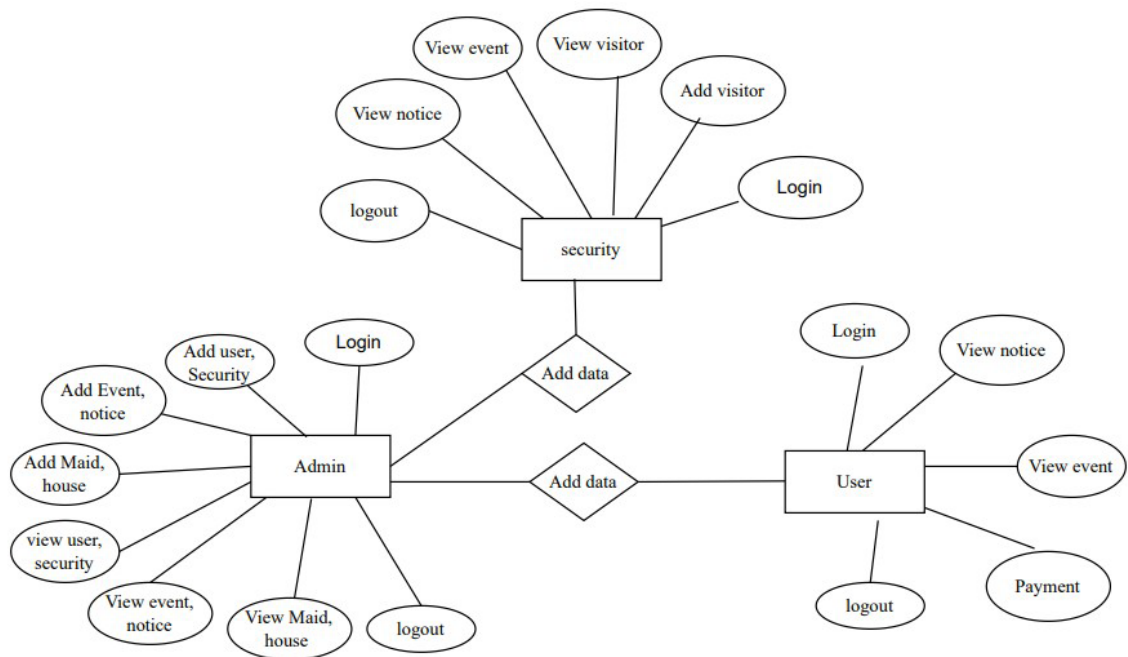 View event
View visitor
Add visitor
View notice
Login
logout
security
Login
Add user,
Security
Login
View notice
Add Event,
notice
Add data
Add Maid,
house
Admin
Add data
User
View event
view user,
security
View event,
notice
View Maid,
house
logout
logout
Payment